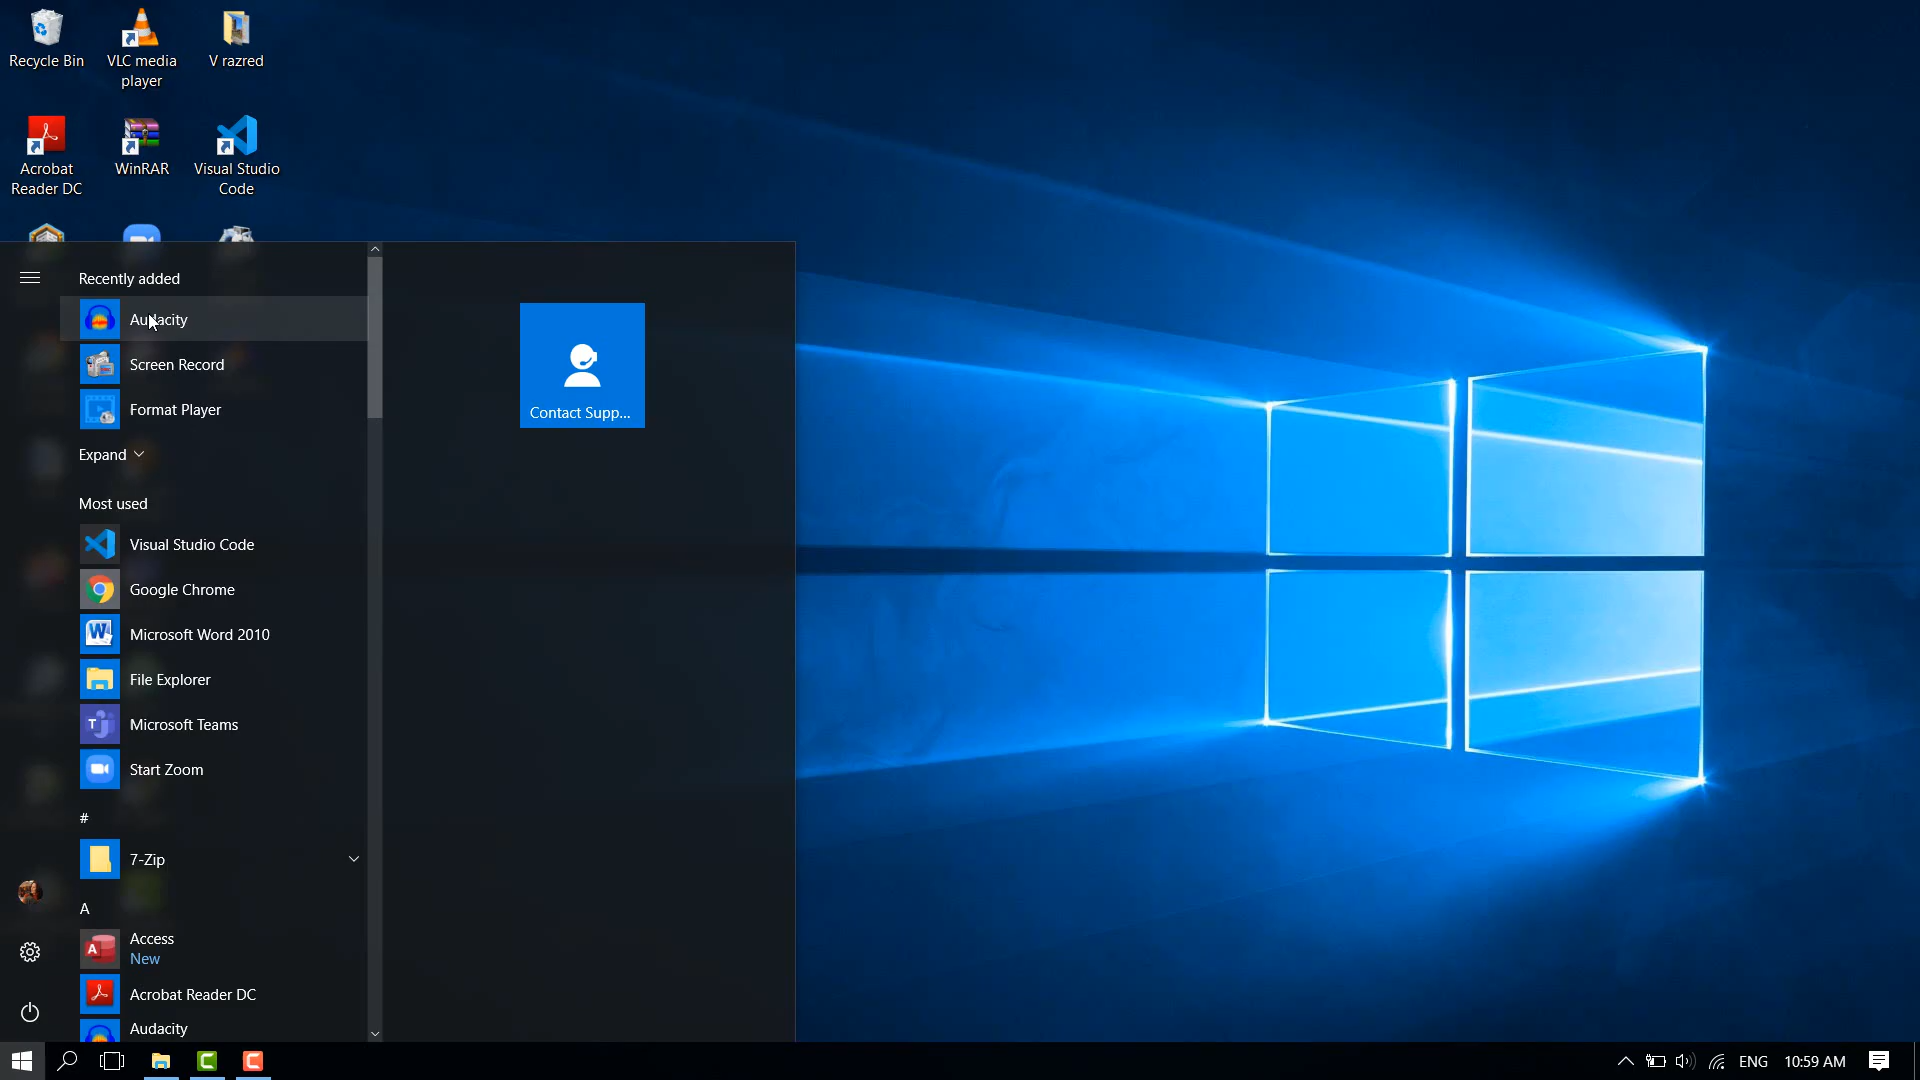 Recycle Bin
VLC media
player
V razred
Acrobat
Reader DC
WinRAR
Visual Studio
Code
Recently added
Audacity
Screen Record
Format Player
Expand
Contact Supp...
Most used
Visual Studio Code
Google Chrome
Microsoft Word 2010
File Explorer
Microsoft Teams
Start Zoom
#
7-Zip
A
Access
New
Acrobat Reader DC
Audacity
ENG
10:59 AM